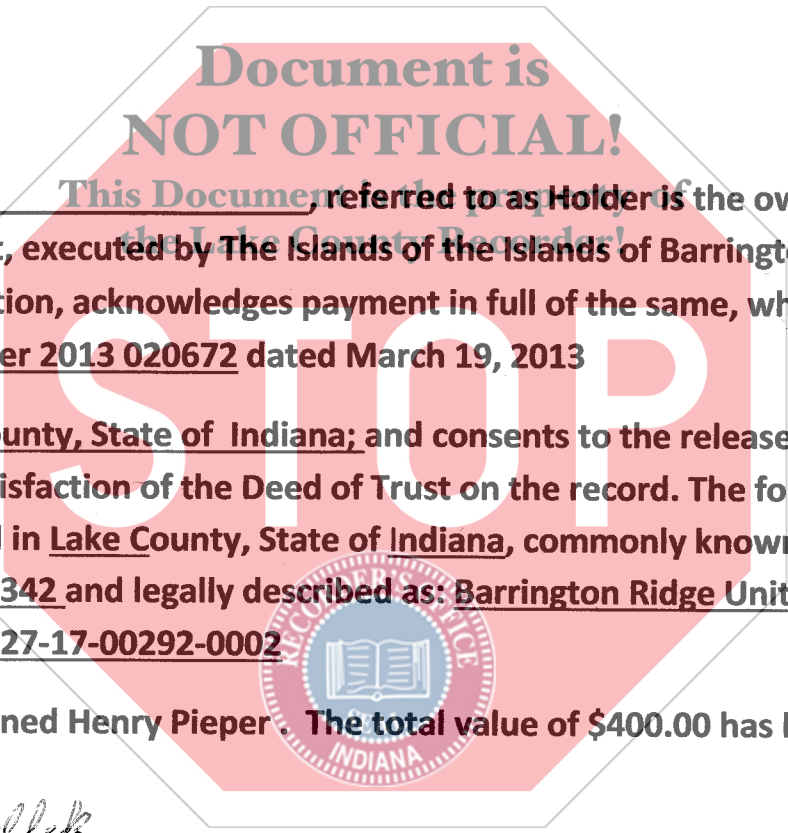 Document is
NOT OFFICIAL!
This Document is the property of
the Lake County Recorder!
, referred to as Holder is the ow
t, executed by The Islands of the Islands of Barringto
tion, acknowledges payment in full of the same, wh
er 2013 020672 dated March 19, 2013
STOP
ounty, State of Indiana; and consents to the release
isfaction of the Deed of Trust on the record. The fo
d in Lake County, State of Indiana, commonly known
342 and legally described as: Barrington Ridge Unit
27-17-00292-0002
RECORDER'S OFFICE
SEAL
INDIANA
ned Henry Pieper . The total value of $400.00 has